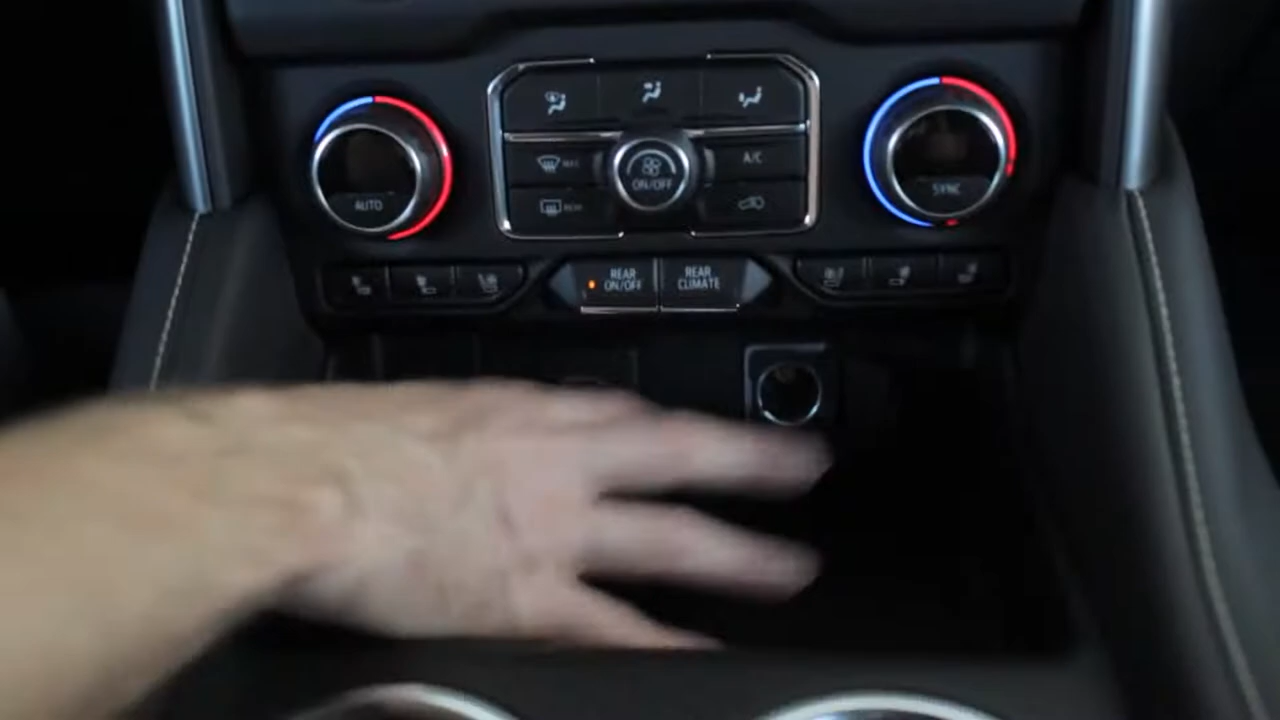 A/C
ON/OFF
AUTO
SYNC
REAR
ON/OFF
REAR
CLIMATE